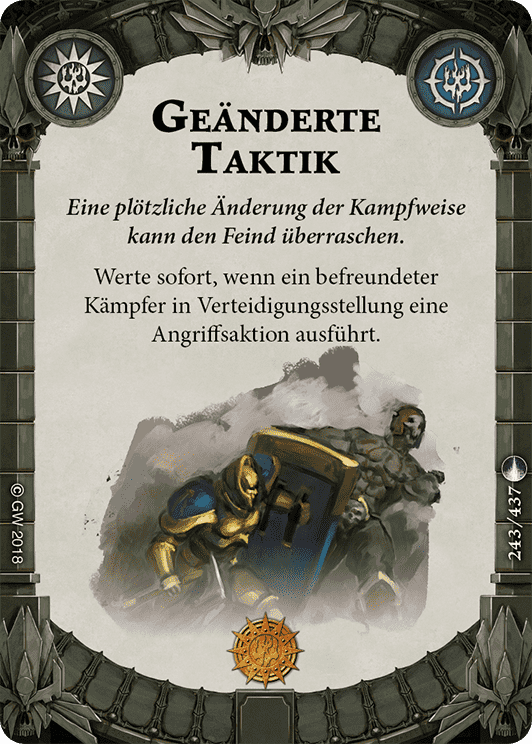 Geänderte
Taktik
Eine plötzliche Änderung der Kampfweise
kann den Feind überraschen.
Werte sofort, wenn ein befreundeter
Kämpfer in Verteidigungsstellung eine
Angriffsaktion ausführt.
© GW 2018
243/437